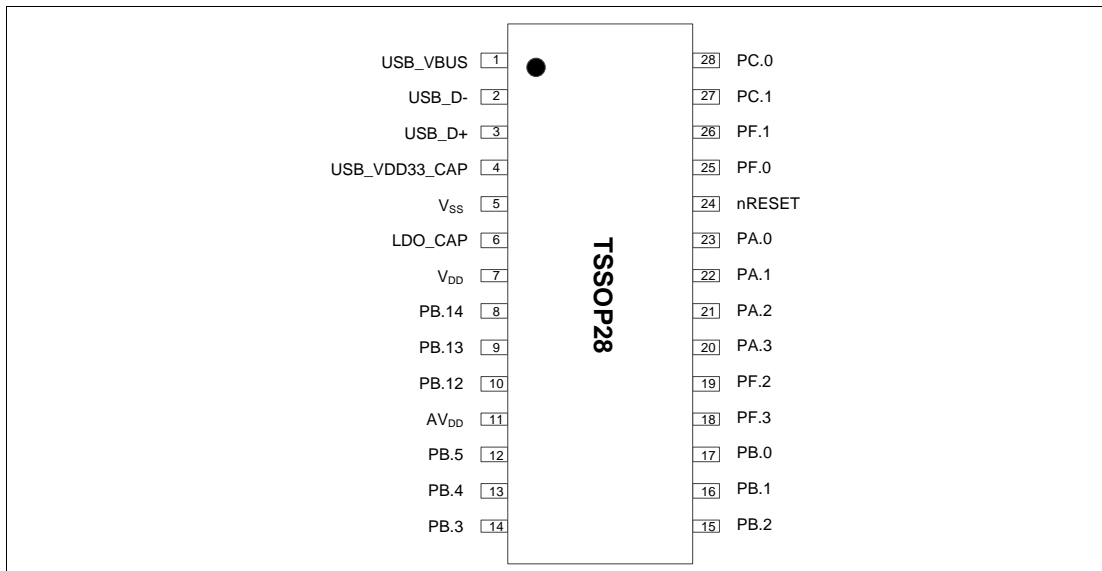 USB_VBUS 1 28 PC.0
USB_D- 2 27 PC.1
USB_D+ 3 26 PF.1
USB_VDD33_CAP 4 25 PF.0
VSS 5 24 nRESET
LDO_CAP 6 23 PA.0
VDD 7 22 PA.1
PB.14 8 21 PA.2
PB.13 9 20 PA.3
PB.12 10 19 PF.2
AVDD 11 18 PF.3
PB.5 12 17 PB.0
PB.4 13 16 PB.1
PB.3 14 15 PB.2
TSSOP28